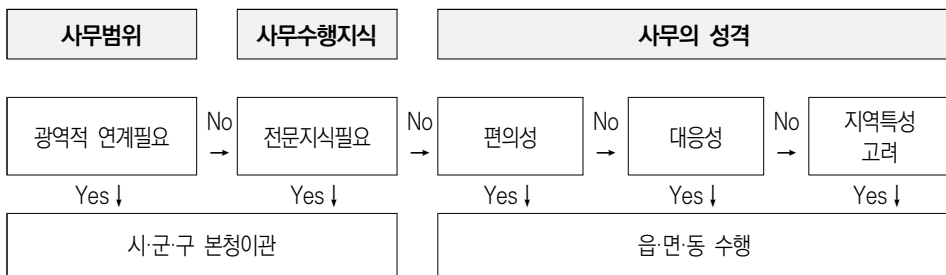 사무범위 사무수행지식 사무의 성격
광역적 연계필요 No → 전문지식필요 No → 편의성 No → 대응성 No → 지역특성
고려
Yes↓ Yes↓ Yes↓ Yes↓ Yes↓
시·군·구 본청이관 읍·면·동 수행